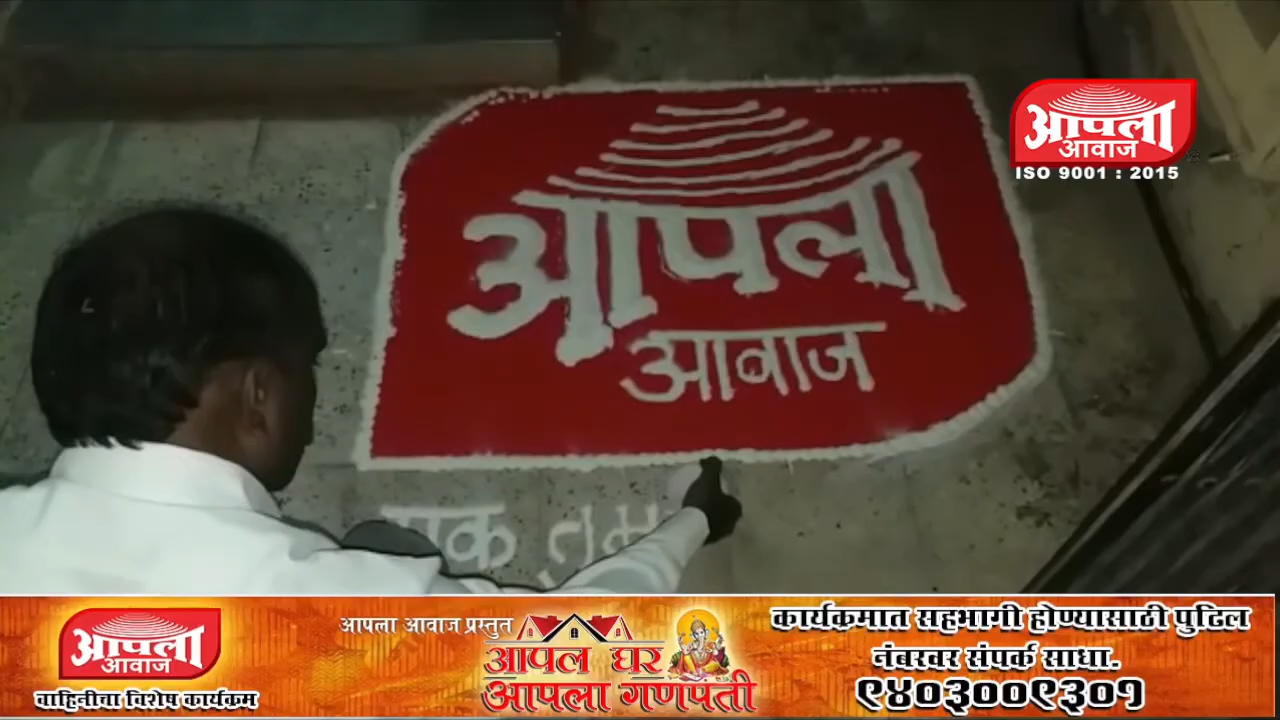 आपला
आवाज
ISO 9001 : 2015
आपला
आवाज
एक तुम
आपला
आवाज
वाहिनीचा विशेष कार्यक्रम
आपला आवाज प्रस्तुत
आपलं घर
आपला गणपती
कार्यक्रमात सहभागी होण्यासाठी पुढिल
नंबरवर संपर्क साधा.
९४०३००९३०१